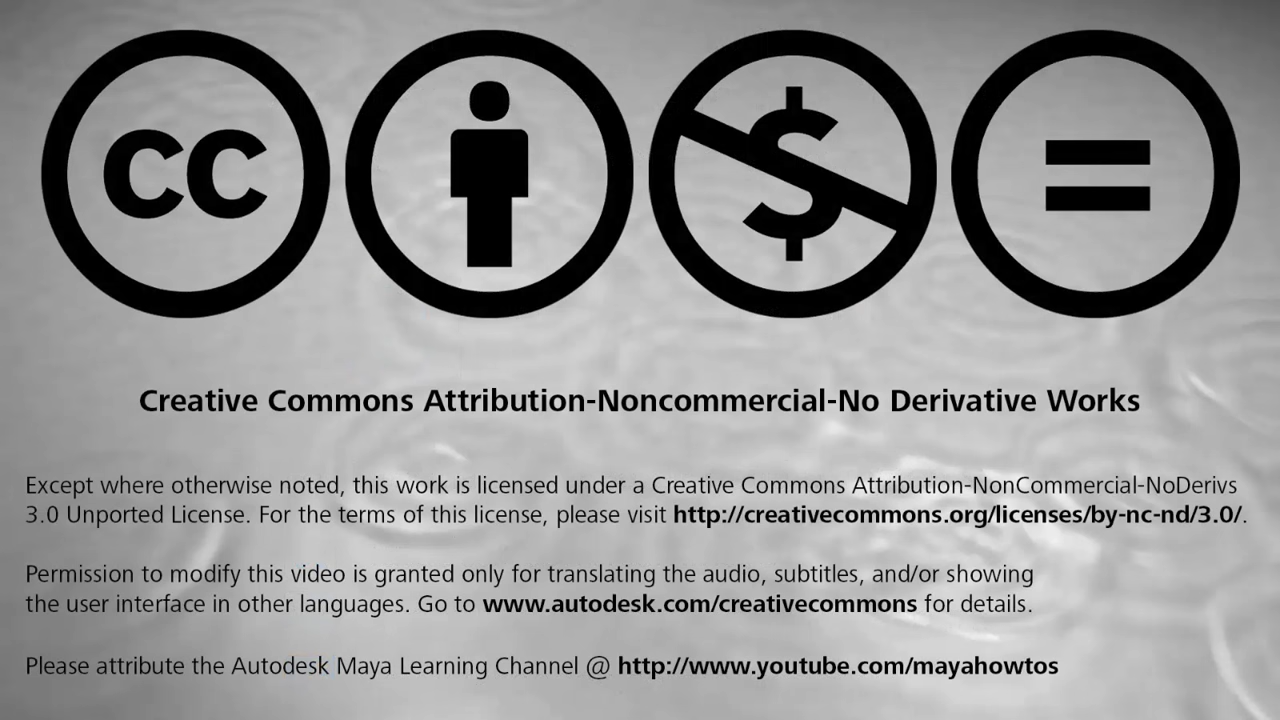 cc $ =
Creative Commons Attribution-Noncommercial-No Derivative Works
Except where otherwise noted, this work is licensed under a Creative Commons Attribution-NonCommercial-NoDerivs
3.0 Unported License. For the terms of this license, please visit http://creativecommons.org/licenses/by-nc-nd/3.0/.
Permission to modify this video is granted only for translating the audio, subtitles, and/or showing
the user interface in other languages. Go to www.autodesk.com/creativecommons for details.
Please attribute the Autodesk Maya Learning Channel @ http://www.youtube.com/mayahowtos